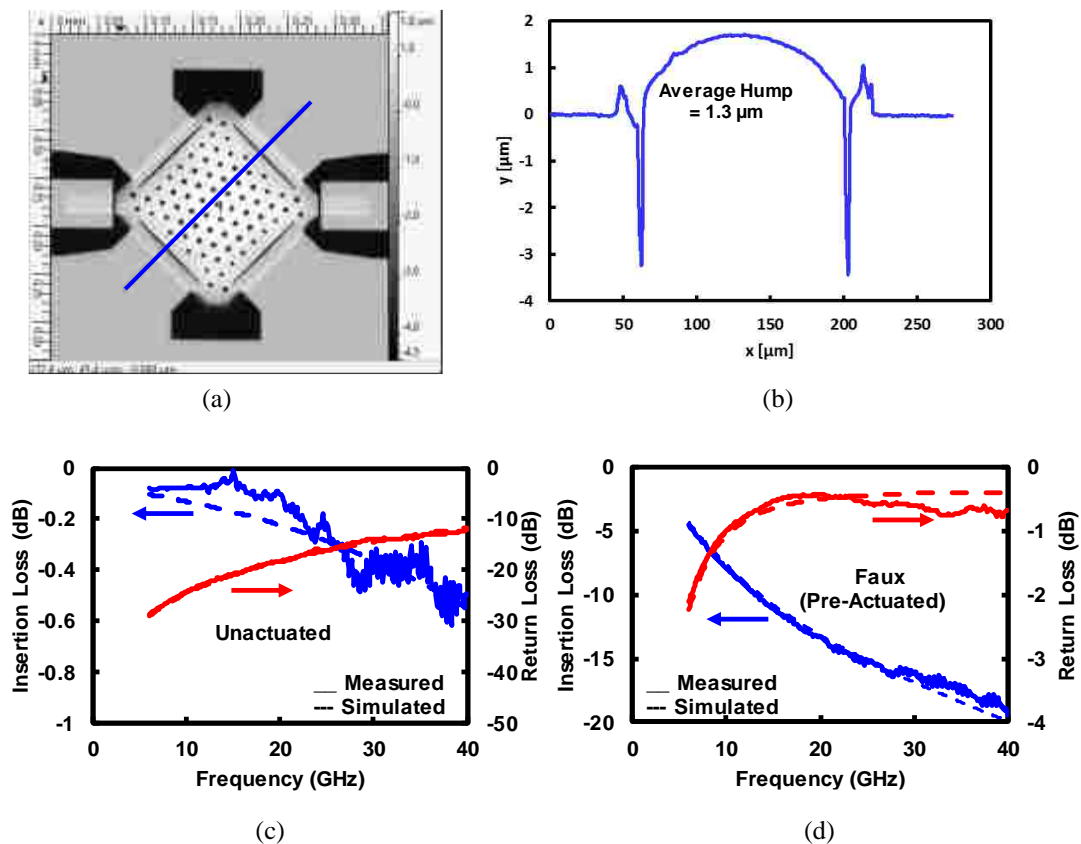 (a)
2
1
0
-1
-2
-3
-4
y [µm]
Average Hump
= 1.3 µm
0 50 100 150 200 250 300
x [µm]
(b)
0
-0.2
-0.4
-0.6
-0.8
-1
Insertion Loss (dB)
0
-10
-20
-30
-40
-50
Return Loss (dB)
Unactuated
__ Measured
--- Simulated
0 10 20 30 40
Frequency (GHz)
(c)
0
-5
-10
-15
-20
Insertion Loss (dB)
0
-1
-2
-3
-4
Return Loss (dB)
Faux
(Pre-Actuated)
__ Measured
--- Simulated
0 10 20 30 40
Frequency (GHz)
(d)